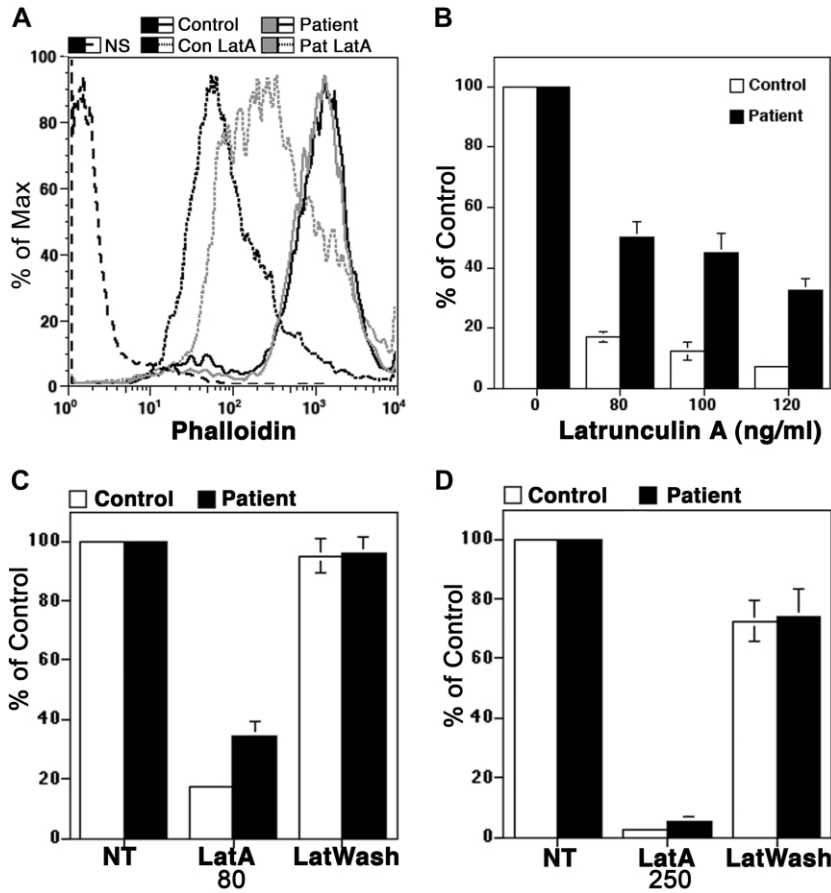 A
Control
Patient
NS
Con LatA
Pat LatA
% of Max
100
80
60
40
20
0
10^0
10^1
10^2
10^3
10^4
Phalloidin
B
Control
Patient
% of Control
100
80
60
40
20
0
0
80
100
120
Latrunculin A (ng/ml)
C
Control
Patient
% of Control
100
80
60
40
20
0
NT
LatA
LatWash
80
D
Control
Patient
% of Control
100
80
60
40
20
0
NT
LatA
LatWash
250